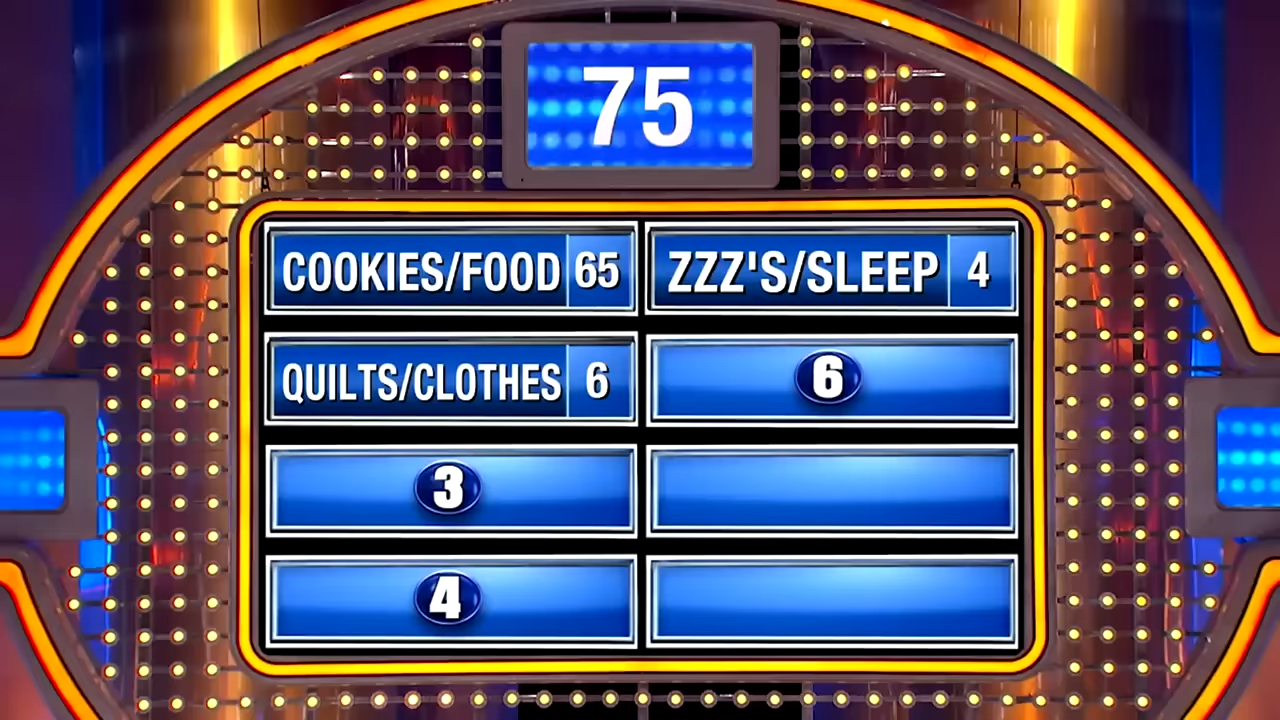 75
COOKIES/FOOD 65
QUILTS/CLOTHES 6
3
4
ZZZ'S/SLEEP 4
6